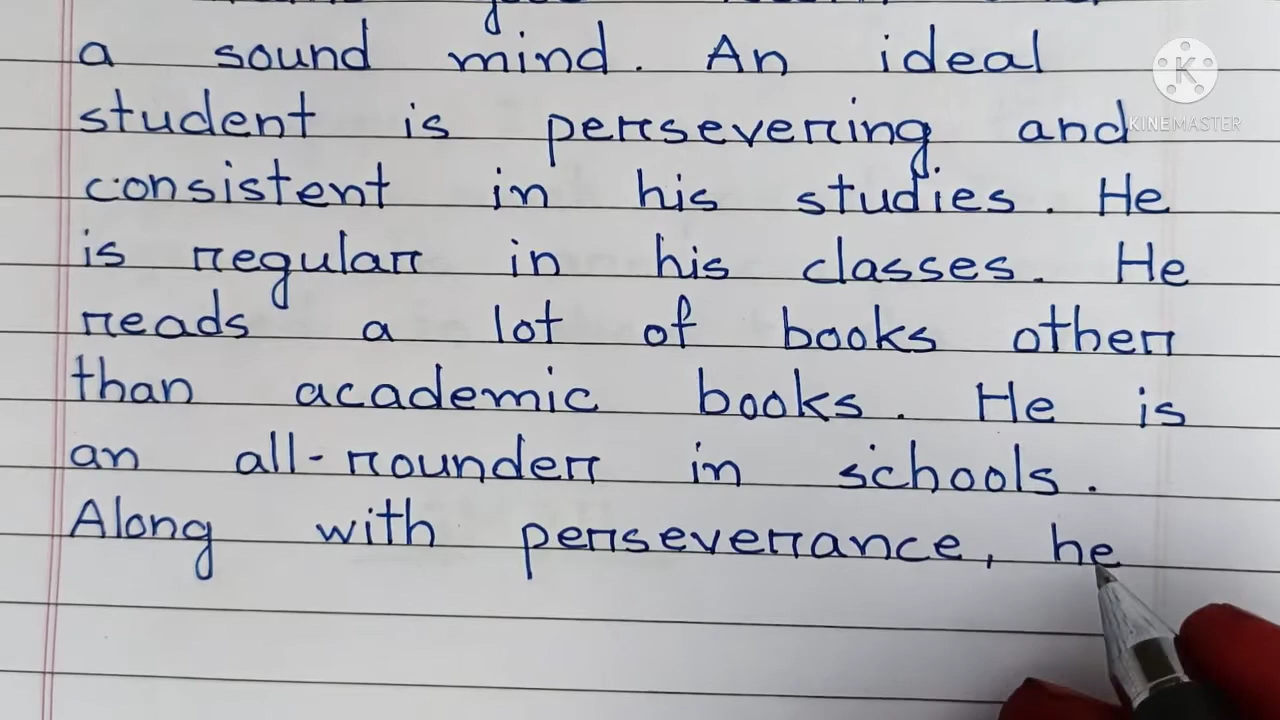 a sound mind. An ideal
student is persevering and
consistent in his studies. He
is regular in his classes. He
reads a lot of books other
than academic books. He is
an all-rounder in schools.
Along with perseverance, he
KINEMASTER